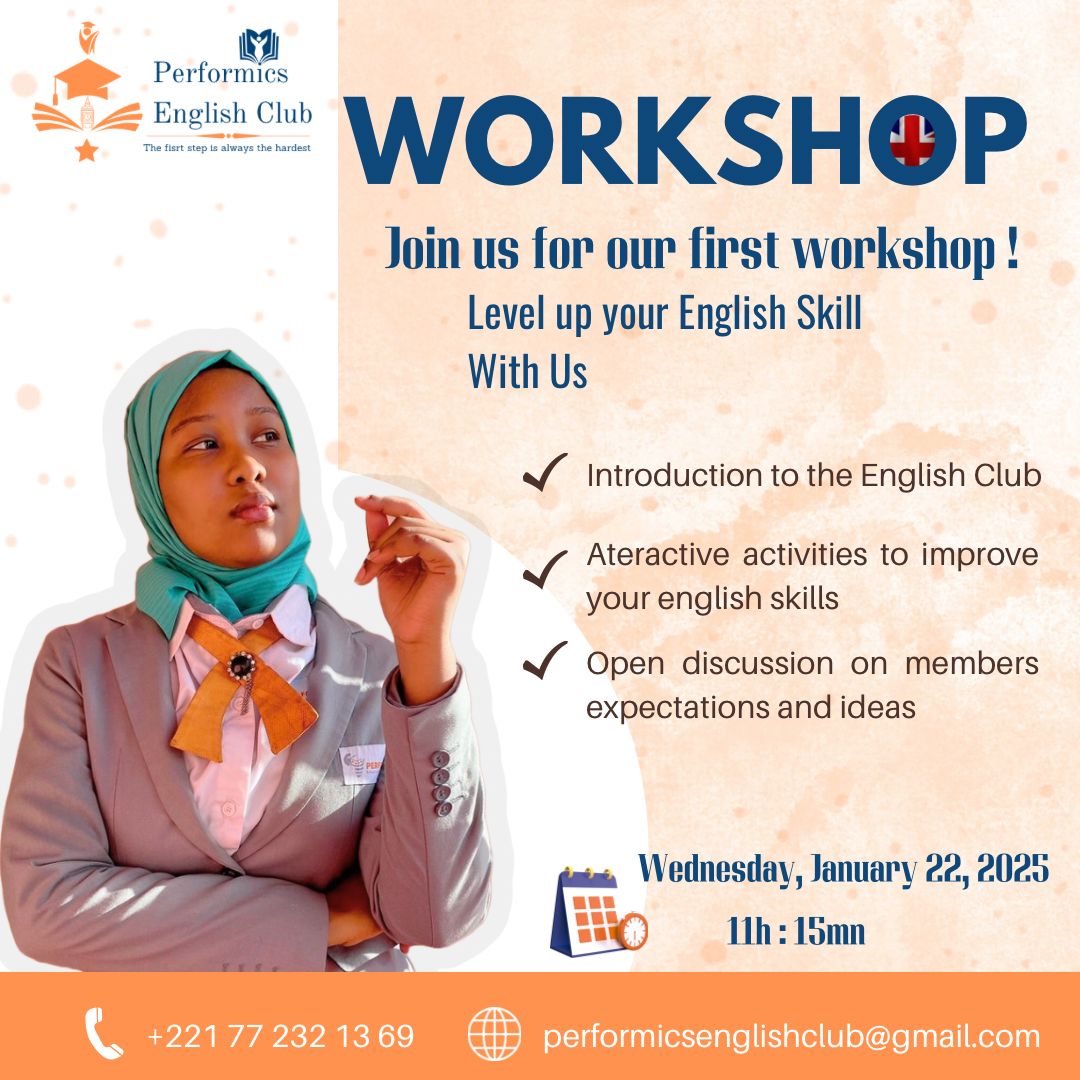 Performics
English Club
The fisrt step is always the hardest
WORKSHOP
Join us for our first workshop !
Level up your English Skill
With Us
Introduction to the English Club
Ateractive activities to improve
your english skills
Open discussion on members
expectations and ideas
Wednesday, January 22, 2025
11h : 15mn
+221 77 232 13 69
performicsenglishclub@gmail.com